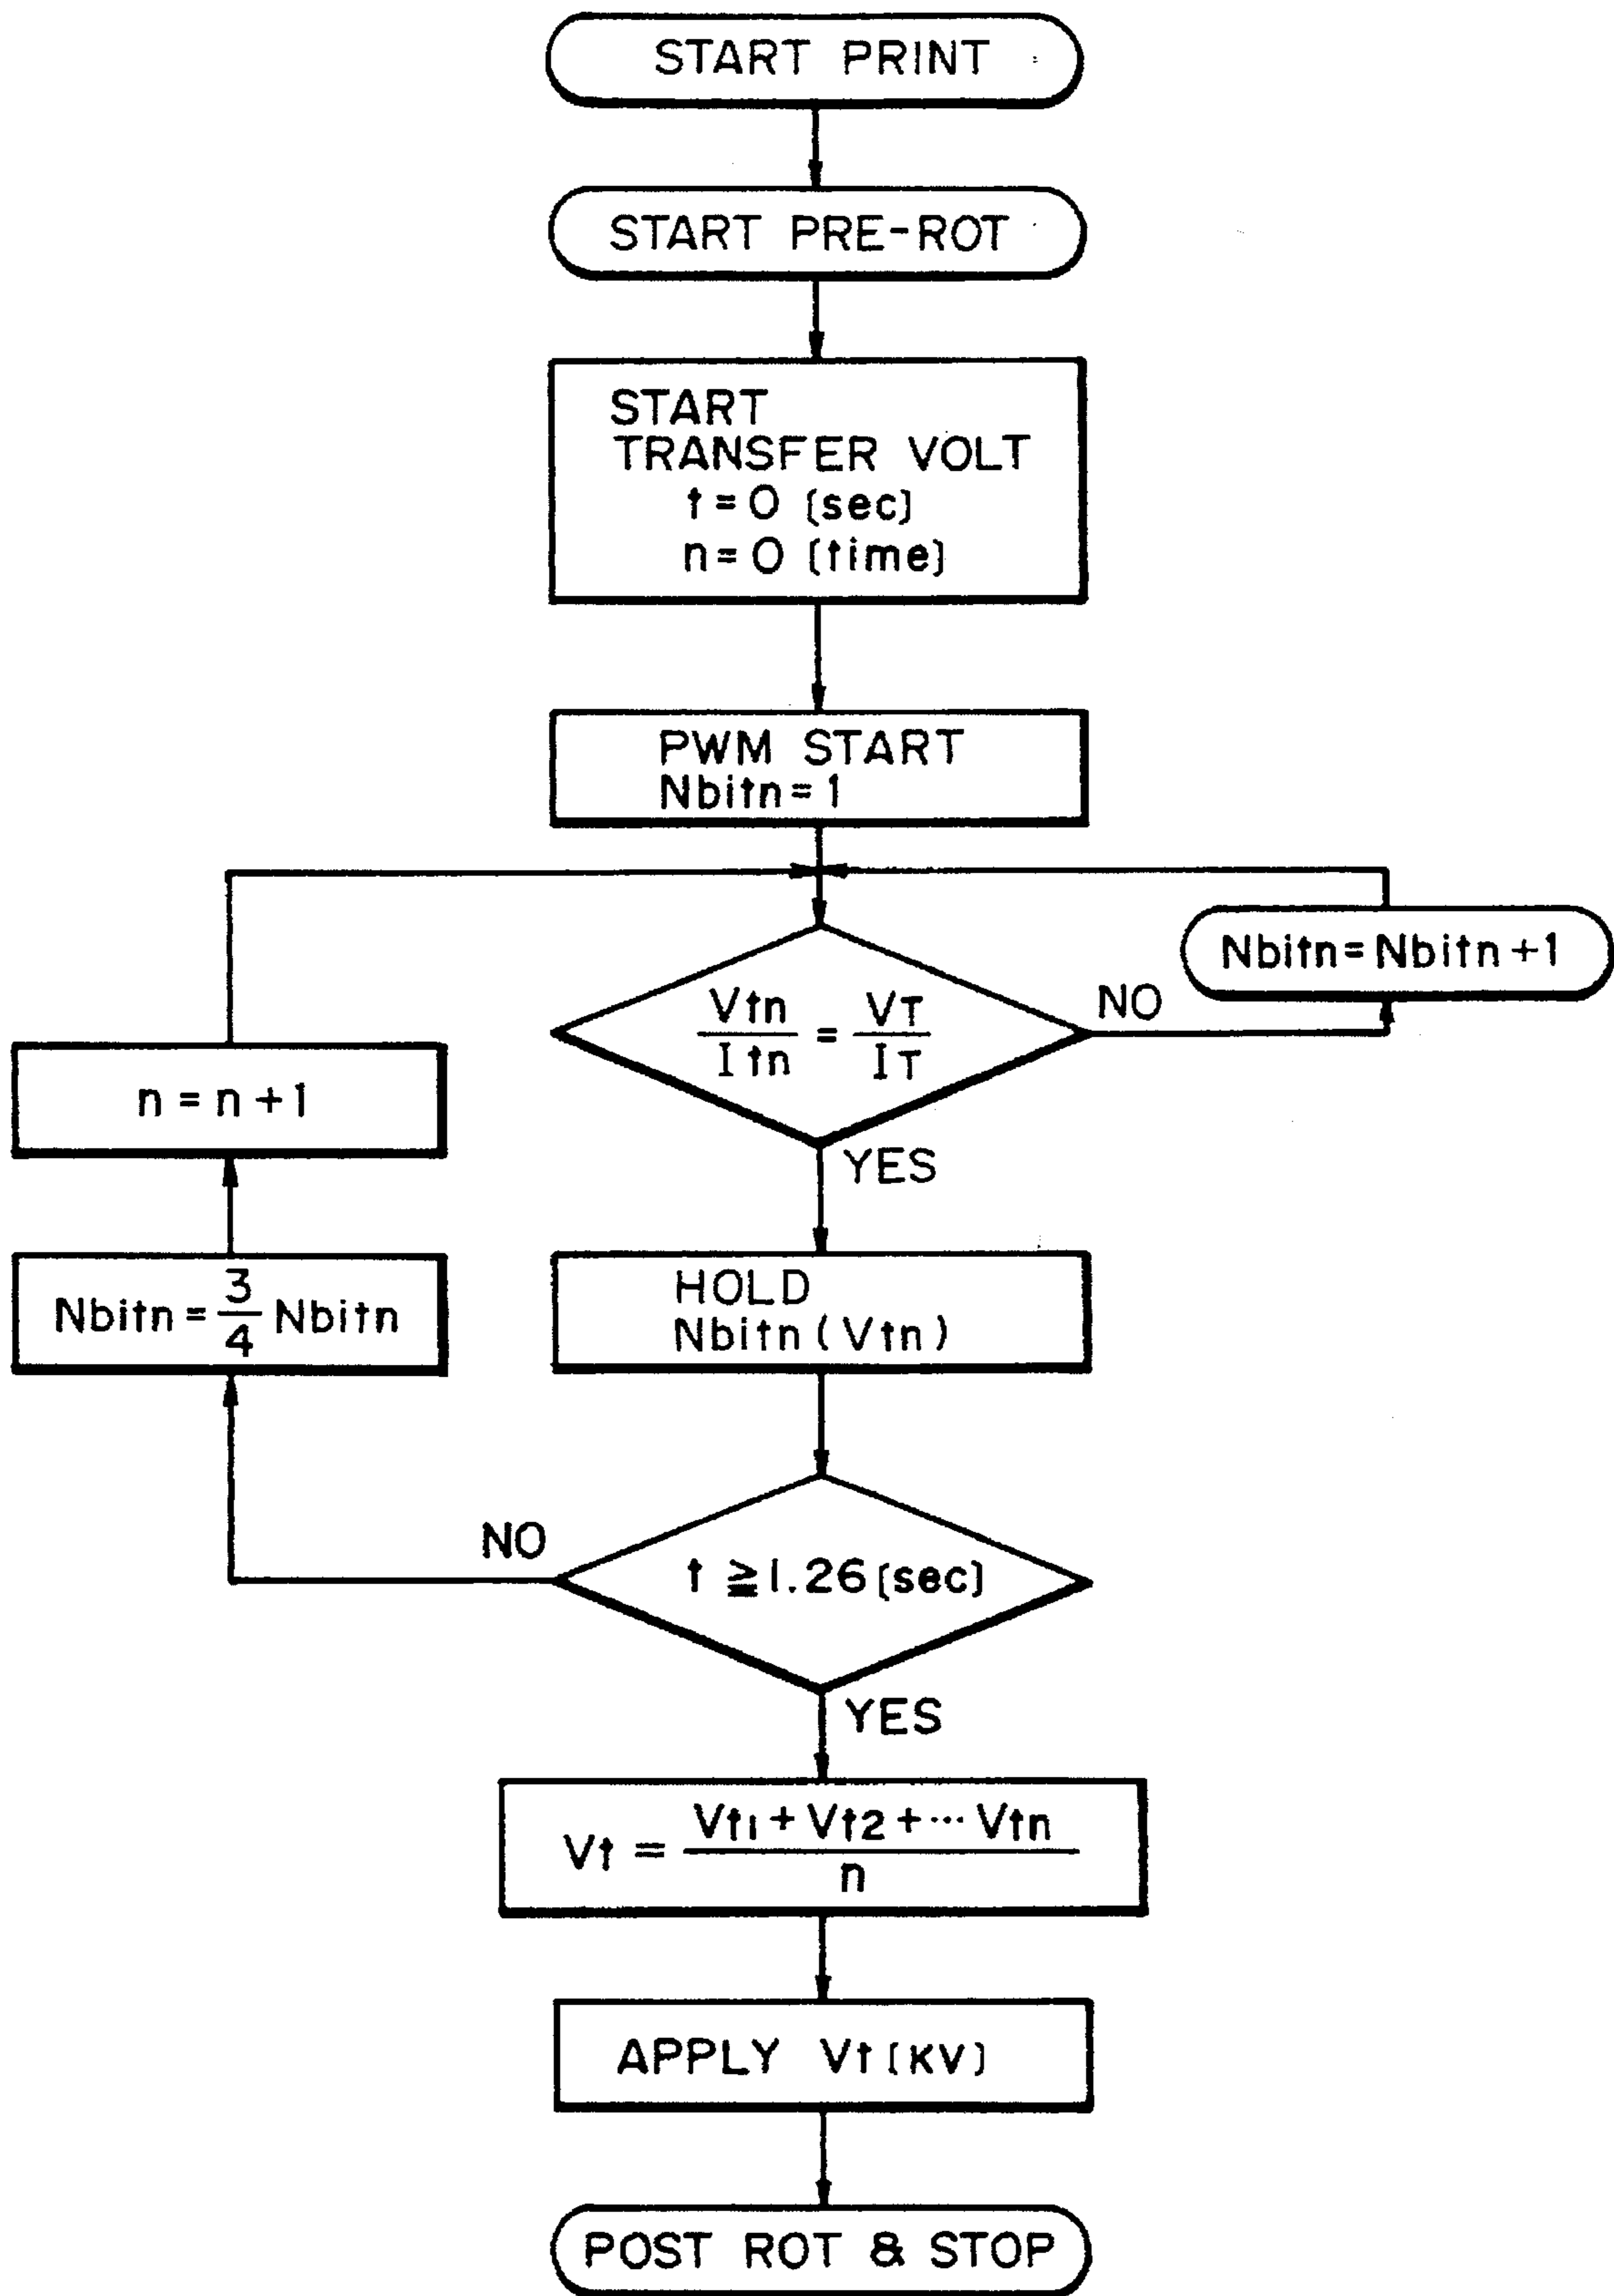 START PRINT
START PRE-ROT
START
TRANSFER VOLT
t=0 [sec]
n=0 [time]
PWM START
Nbitn=1
Nbitn=Nbitn+1
Vtn/Itn = VT/IT
NO
YES
n=n+1
HOLD
Nbitn(Vtn)
Nbitn=3/4 Nbitn
NO
t≧1.26[sec]
YES
Vt = Vt1+Vt2+···Vtn/n
APPLY Vt[KV]
POST ROT & STOP